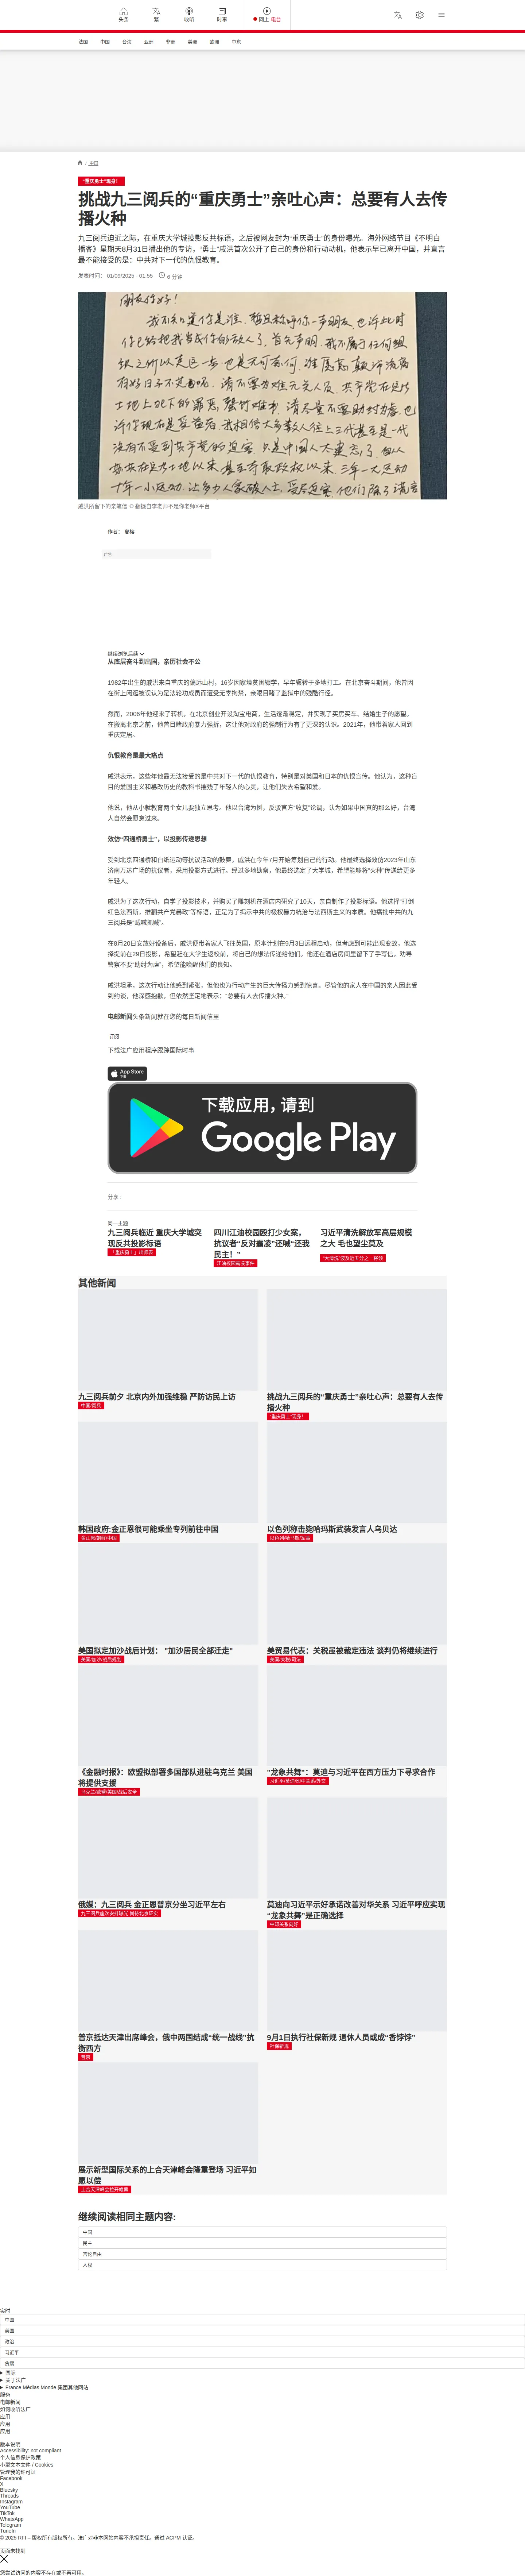 头条
繁
收听
时事
网上 电台
法国 中国 台海 亚洲 非洲 美洲 欧洲 中东
/ 中国
“重庆勇士”现身！
挑战九三阅兵的“重庆勇士”亲吐心声：总要有人去传播火种
九三阅兵迫近之际，在重庆大学城投影反共标语，之后被网友封为“重庆勇士”的身份曝光。海外网络节目《不明白播客》星期天8月31日播出他的专访，“勇士”戚洪首次公开了自己的身份和行动动机，他表示早已离开中国，并直言最不能接受的是：中共对下一代的仇恨教育。
发表时间： 01/09/2025 - 01:55
6 分钟
戚洪所留下的亲笔信 © 翻摄自李老师不是你老师X平台
作者： 夏榕
广告
继续浏览后续
从底层奋斗到出国，亲历社会不公
1982年出生的戚洪来自重庆的偏远山村，16岁因家境贫困辍学，早年辗转于多地打工。在北京奋斗期间，他曾因在街上闲逛被误认为是法轮功成员而遭受无辜拘禁，亲眼目睹了监狱中的残酷行径。
然而，2006年他迎来了转机，在北京创业开设淘宝电商，生活逐渐稳定，并实现了买房买车、结婚生子的愿望。在搬离北京之前，他曾目睹政府暴力强拆，这让他对政府的强制行为有了更深的认识。2021年，他带着家人回到重庆定居。
仇恨教育是最大痛点
戚洪表示，这些年他最无法接受的是中共对下一代的仇恨教育，特别是对美国和日本的仇恨宣传。他认为，这种盲目的爱国主义和篡改历史的教科书摧残了年轻人的心灵，让他们失去希望和爱。
他说，他从小就教育两个女儿要独立思考。他以台湾为例，反驳官方“收复”论调，认为如果中国真的那么好，台湾人自然会愿意过来。
效仿“四通桥勇士”，以投影传递思想
受到北京四通桥和白纸运动等抗议活动的鼓舞，戚洪在今年7月开始筹划自己的行动。他最终选择效仿2023年山东济南万达广场的抗议者，采用投影方式进行。经过多地勘察，他最终选定了大学城，希望能够将“火种”传递给更多年轻人。
戚洪为了这次行动，自学了投影技术，并购买了雕刻机在酒店内研究了10天，亲自制作了投影标语。他选择“打倒红色法西斯，推翻共产党暴政”等标语，正是为了揭示中共的极权暴力统治与法西斯主义的本质。他痛批中共的九三阅兵是“贼喊抓贼”。
在8月20日安放好设备后，戚洪便带着家人飞往英国，原本计划在9月3日远程启动，但考虑到可能出现变故，他选择提前在29日投影，希望赶在大学生返校前，将自己的想法传递给他们。他还在酒店房间里留下了手写信，劝导警察不要“助纣为虐”，希望能唤醒他们的良知。
戚洪坦承，这次行动让他感到紧张，但他也为行动产生的巨大传播力感到惊喜。尽管他的家人在中国的亲人因此受到约谈，他深感抱歉，但依然坚定地表示：“总要有人去传播火种。”
电邮新闻头条新闻就在您的每日新闻信里
订阅
下载法广应用程序跟踪国际时事
App Store
下载应用，请到
Google Play
分享 :
同一主题
九三阅兵临近 重庆大学城突现反共投影标语
「重庆勇士」比师表
四川江油校园殴打少女案，抗议者“反对霸凌”还喊“还我民主！”
江油校园霸凌事件
习近平清洗解放军高层规模之大 毛也望尘莫及
“大清洗”波及近五分之一将领
其他新闻
九三阅兵前夕 北京内外加强维稳 严防访民上访
中国/阅兵
挑战九三阅兵的“重庆勇士”亲吐心声：总要有人去传播火种
“重庆勇士”现身！
韩国政府:金正恩很可能乘坐专列前往中国
金正恩/朝鲜/中国
以色列称击毙哈玛斯武装发言人乌贝达
以色列/哈马斯/军事
美国拟定加沙战后计划： "加沙居民全部迁走"
美国/加沙/战后规划
美贸易代表：关税虽被裁定违法 谈判仍将继续进行
美国/关税/司法
《金融时报》：欧盟拟部署多国部队进驻乌克兰 美国将提供支援
乌克兰/欧盟/美国/战后安全
"龙象共舞"：莫迪与习近平在西方压力下寻求合作
习近平/莫迪/印中关系/外交
俄媒：九三阅兵 金正恩普京分坐习近平左右
莫迪向习近平示好承诺改善对华关系 习近平呼应实现“龙象共舞”是正确选择
中印关系向好
普京抵达天津出席峰会，俄中两国结成“统一战线”抗衡西方
普京
9月1日执行社保新规 退休人员或成“香饽饽”
社保新规
展示新型国际关系的上合天津峰会隆重登场 习近平如愿以偿
上合天津峰会拉开帷幕
继续阅读相同主题内容:
中国
民主
言论自由
人权
实时
中国
美国
政治
习近平
贪腐
国际
关于法广
France Médias Monde 集团其他网站
服务
电邮新闻
如何收听法广
应用
应用
应用
版本说明
Accessibility: not compliant
个人信息保护政策
小型文本文件 / Cookies
管理我的许可证
Facebook
X
Bluesky
Threads
Instagram
YouTube
TikTok
WhatsApp
Telegram
TuneIn
© 2025 RFI – 版权所有版权所有，法广对非本网站内容不承担责任。通过 ACPM 认证。
页面未找到
您尝试访问的内容不存在或不再可用。